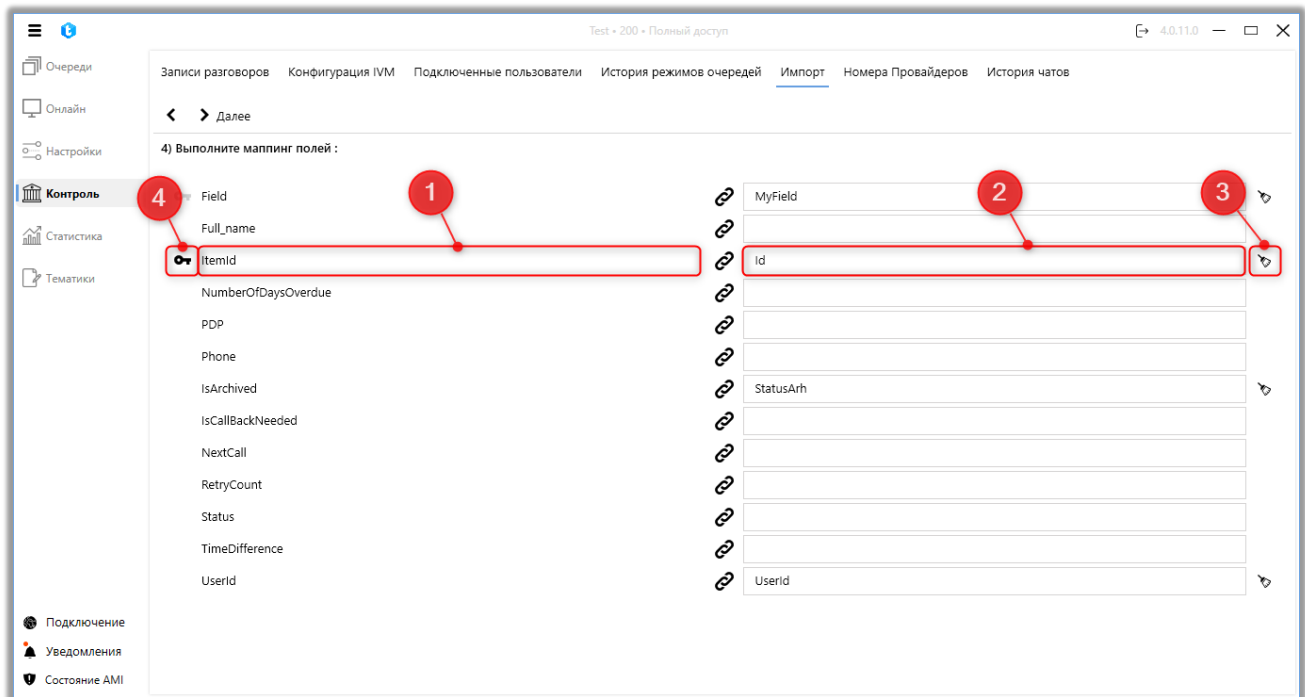 Test • 200 • Полный доступ
4.0.11.0
Очереди
Онлайн
Настройки
Контроль
Статистика
Тематики
Подключение
Уведомления
Состояние AMI
Записи разговоров Конфигурация IVM Подключенные пользователи История режимов очередей Импорт Номера Провайдеров История чатов
Далее
4) Выполните маппинг полей :
4 1 2 3
Field MyField
Full_name
ItemId Id
NumberOfDaysOverdue
PDP
Phone
IsArchived StatusArh
IsCallBackNeeded
NextCall
RetryCount
Status
TimeDifference
UserId UserId